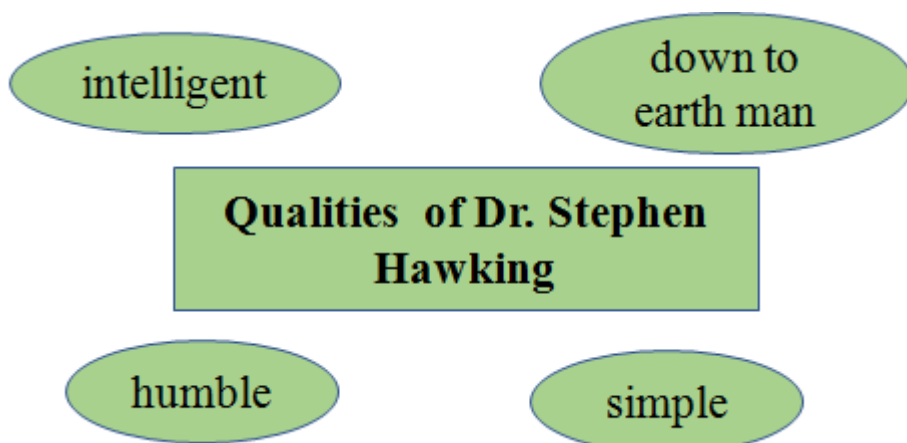 intelligent
down to
earth man
Qualities of Dr. Stephen
Hawking
humble
simple